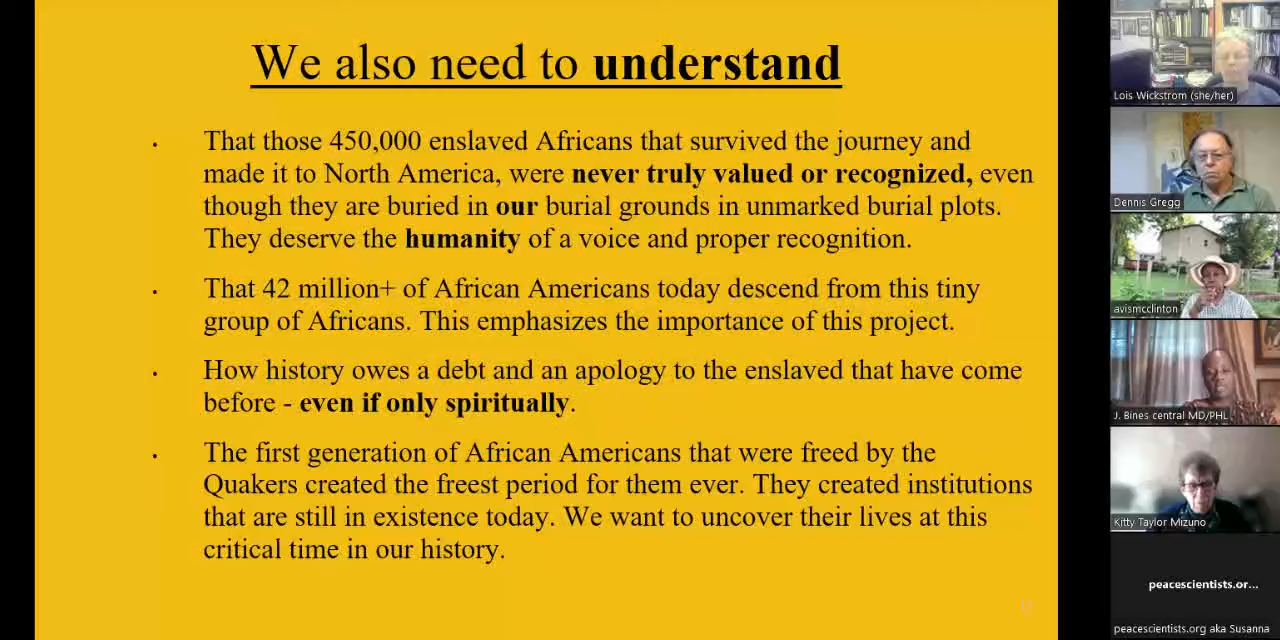 We also need to understand
• That those 450,000 enslaved Africans that survived the journey and
made it to North America, were never truly valued or recognized, even
though they are buried in our burial grounds in unmarked burial plots.
They deserve the humanity of a voice and proper recognition.
• That 42 million+ of African Americans today descend from this tiny
group of Africans. This emphasizes the importance of this project.
• How history owes a debt and an apology to the enslaved that have come
before - even if only spiritually.
• The first generation of African Americans that were freed by the
Quakers created the freest period for them ever. They created institutions
that are still in existence today. We want to uncover their lives at this
critical time in our history.
Lois Wickstrom (she/her)
Dennis Gregg
avismcclinton
J. Bines central MD/PHL
Kitty Taylor Mizuno
peacescientists.or...
peacescientists.org aka Susanna